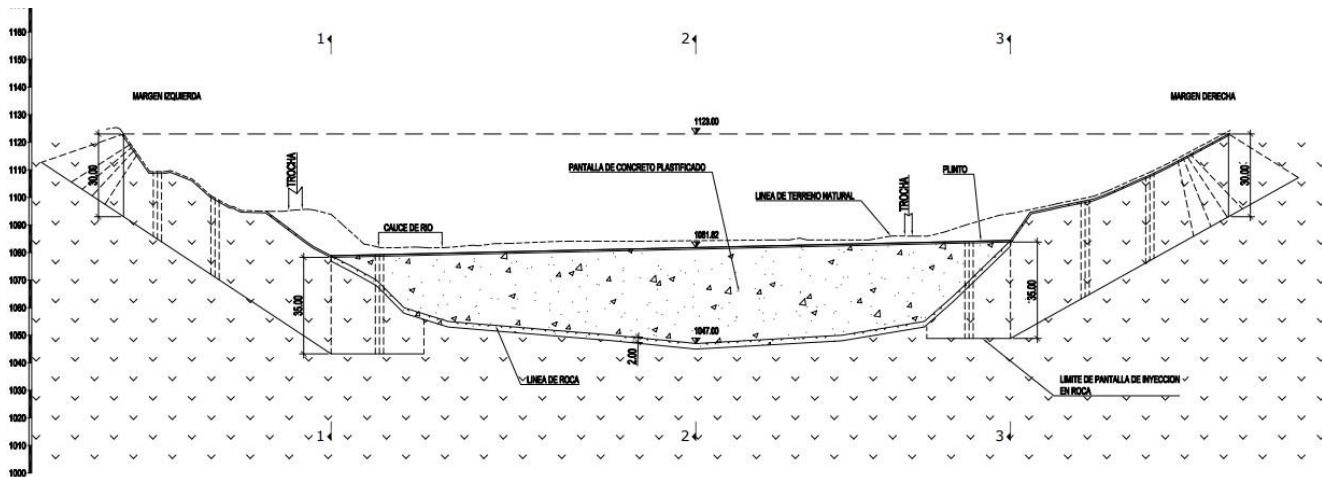 1160
1150
1140
1130
1120
1110
1100
1090
1080
1070
1060
1050
1040
1030
1020
1010
1000
1
2
3
MARGEN IZQUIERDA
MARGEN DERECHA
1123.00
30.00
30.00
TROCHA
PANTALLA DE CONCRETO PLASTIFICADO
LINEA DE TERRENO NATURAL
TROCHA
PLINTO
CAUCE DE RIO
1081.82
35.00
35.00
1047.00
2.00
LINEA DE ROCA
LIMITE DE PANTALLA DE INYECCION
EN ROCA
1
2
3